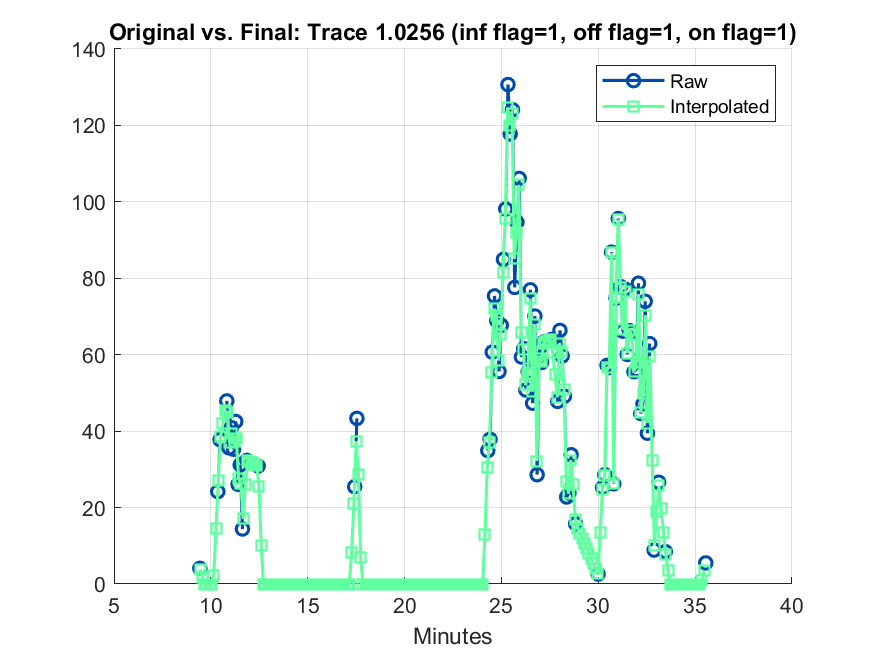 Original vs. Final: Trace 1.0256 (inf flag=1, off flag=1, on flag=1)
140
120
100
80
60
40
20
0
Raw
Interpolated
5 10 15 20 25 30 35 40
Minutes